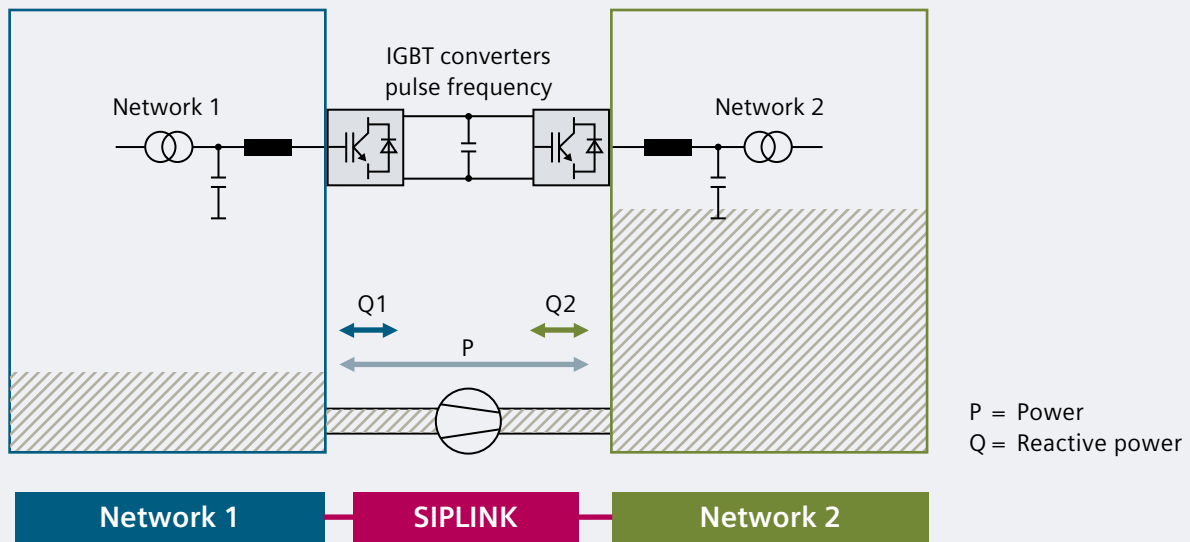 IGBT converters
pulse frequency
Network 1
Network 2
Q1
Q2
P
P = Power
Q = Reactive power
Network 1
SIPLINK
Network 2